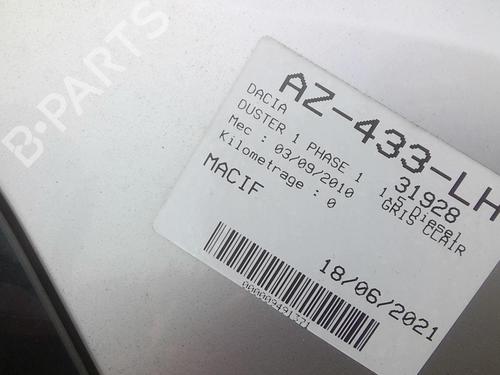 B-PARTS
AZ-433-LH
DACIA
31928
DUSTER 1 PHASE 1 1.5 Diesel
Mec : 03/09/2010 GRIS CLAIR
Kilometrage : 0
MACIF
18/06/2021